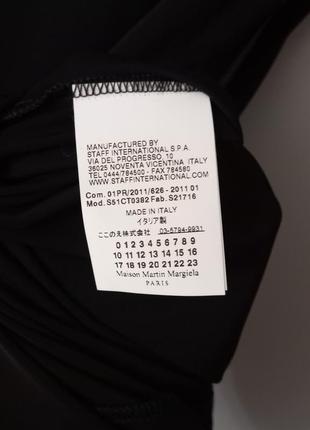 MANUFACTURED BY
STAFF INTERNATIONAL S.P.A.
VIA DEL PROGRESSO, 10
36025 NOVENTA VICENTINA ITALY
TEL 0444/784500 FAX 784580
STAFFINTERNATIONAL.COM
Com. 01PR/2011/626 - 2011 01
Mod. S51CT0382 Fab. S21716
MADE IN ITALY
イタリア製
ここのえ株式会社 03-5794-9931
0 1 2 3 4 5 6 7 8 9
10 11 12 13 14 15 16
17 18 19 20 21 22 23
Maison Martin Margiela
PARIS